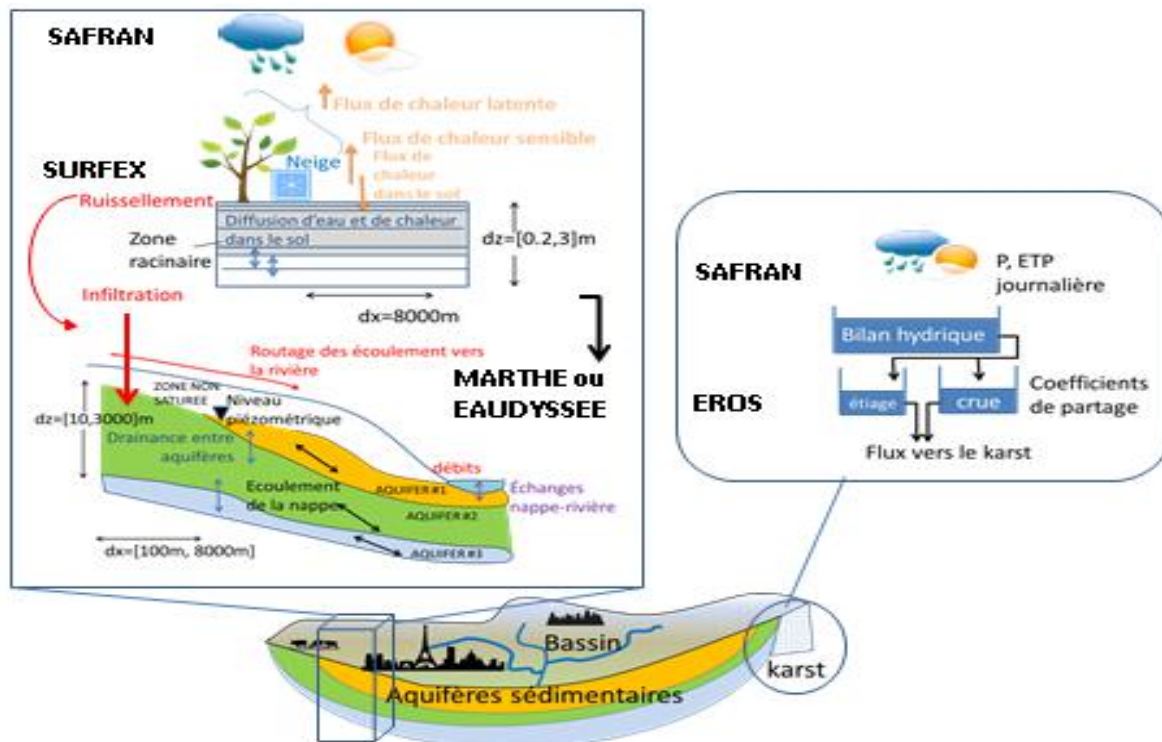 SAFRAN
Flux de chaleur latente
Flux de chaleur sensible
Flux de
chaleur
dans le sol
Neige
SURFEX
Ruissellement
Diffusion d'eau et de chaleur
dans le sol
Zone
racinaire
dz=[0.2,3]m
dx=8000m
Infiltration
Routage des écoulement vers
la rivière
MARTHE ou
EAUDYSSEE
ZONE NON
SATUREE
Niveau
piézométrique
dz=[10,3000]m
Drainance entre
aquifères
débits
Echanges
nappe-rivière
Ecoulement
de la nappe
AQUIFER #1
AQUIFER #2
AQUIFER #3
dx=[100m, 8000m]
SAFRAN
P, ETP
journalière
Bilan hydrique
EROS
étiage
crue
Coefficients
de partage
Flux vers le karst
Bassin
karst
Aquifères sédimentaires